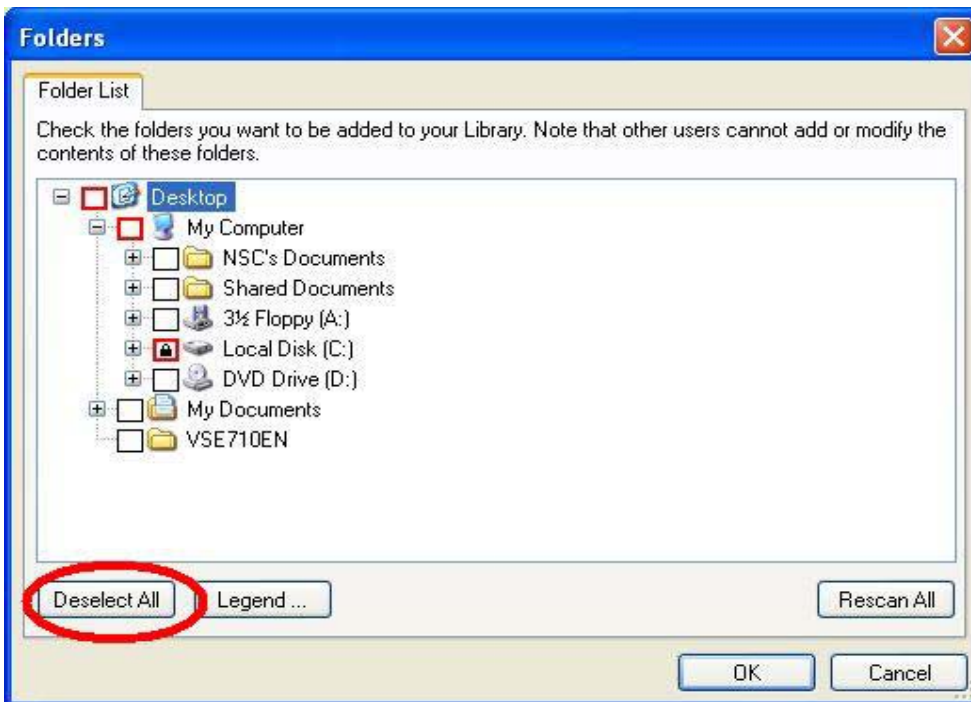 Folders
Folder List
Check the folders you want to be added to your Library. Note that other users cannot add or modify the
contents of these folders.
Desktop
My Computer
NSC's Documents
Shared Documents
3½ Floppy (A:)
Local Disk (C:)
DVD Drive (D:)
My Documents
VSE710EN
Deselect All Legend ... Rescan All
OK Cancel